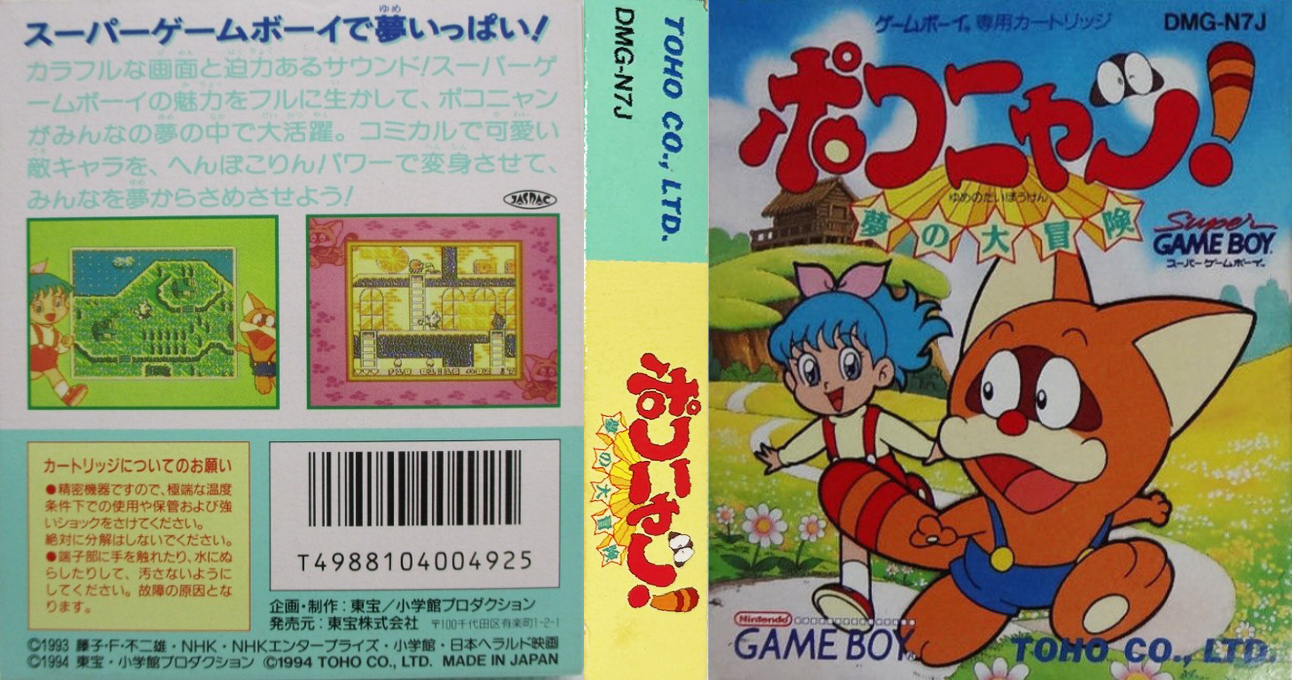 スーパーゲームボーイで夢いっぱい!
カラフルな画面と迫力あるサウンド!スーパーゲ
ームボーイの魅力をフルに生かして、ポコニャン
がみんなの夢の中で大活躍。コミカルで可愛い
敵キャラを、へんぽこりんパワーで変身させて、
みんなを夢からさめさせよう!
JASRAC
カートリッジについてのお願い
●精密機器ですので、極端な温度
条件下での使用や保管および強
いショックをさけてください。
絶対に分解はしないでください。
●端子部に手を触れたり、水にぬ
らしたりして、汚さないように
してください。故障の原因とな
ります。
T4988104004925
企画・制作:東宝/小学館プロダクション
発売元:東宝株式会社 〒100千代田区有楽町1-2-1
©1993 藤子・F・不二雄・NHK・NHKエンタープライズ・小学館・日本ヘラルド映画
©1994 東宝・小学館プロダクション ©1994 TOHO CO., LTD. MADE IN JAPAN
DMG-N7J
TOHO CO., LTD.
ポコニャン!
夢の大冒険
ゲームボーイ®専用カートリッジ
DMG-N7J
ポコニャン!
ゆめのだいぼうけん
夢の大冒険
Super
GAME BOY
スーパーゲームボーイ
Nintendo
GAME BOY
TOHO CO., LTD.